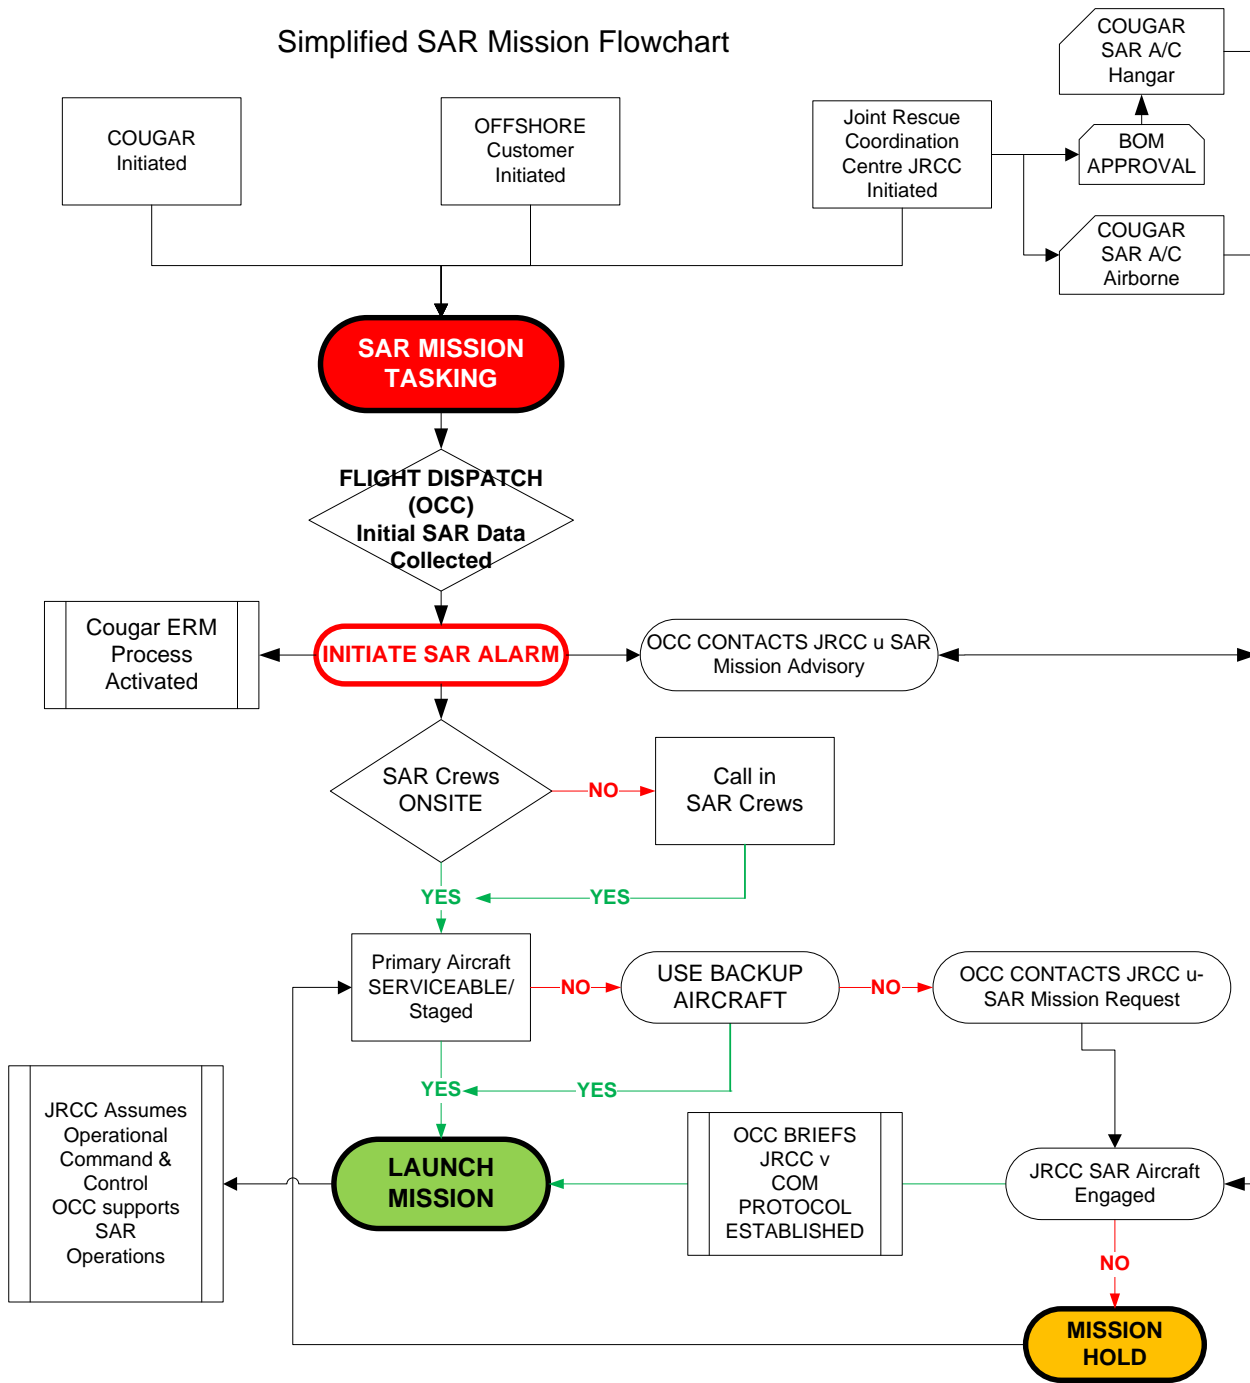 Simplified SAR Mission Flowchart
COUGAR
SAR A/C
Hangar
COUGAR
Initiated
OFFSHORE
Customer
Initiated
Joint Rescue
Coordination
Centre JRCC
Initiated
BOM
APPROVAL
COUGAR
SAR A/C
Airborne
SAR MISSION
TASKING
FLIGHT DISPATCH
(OCC)
Initial SAR Data
Collected
Cougar ERM
Process
Activated
INITIATE SAR ALARM
OCC CONTACTS JRCC u SAR
Mission Advisory
SAR Crews
ONSITE
NO
Call in
SAR Crews
YES
YES
Primary Aircraft
SERVICEABLE/
Staged
NO
USE BACKUP
AIRCRAFT
NO
OCC CONTACTS JRCC u-
SAR Mission Request
YES
YES
JRCC Assumes
Operational
Command &
Control
OCC supports
SAR
Operations
LAUNCH
MISSION
OCC BRIEFS
JRCC v
COM
PROTOCOL
ESTABLISHED
JRCC SAR Aircraft
Engaged
NO
MISSION
HOLD